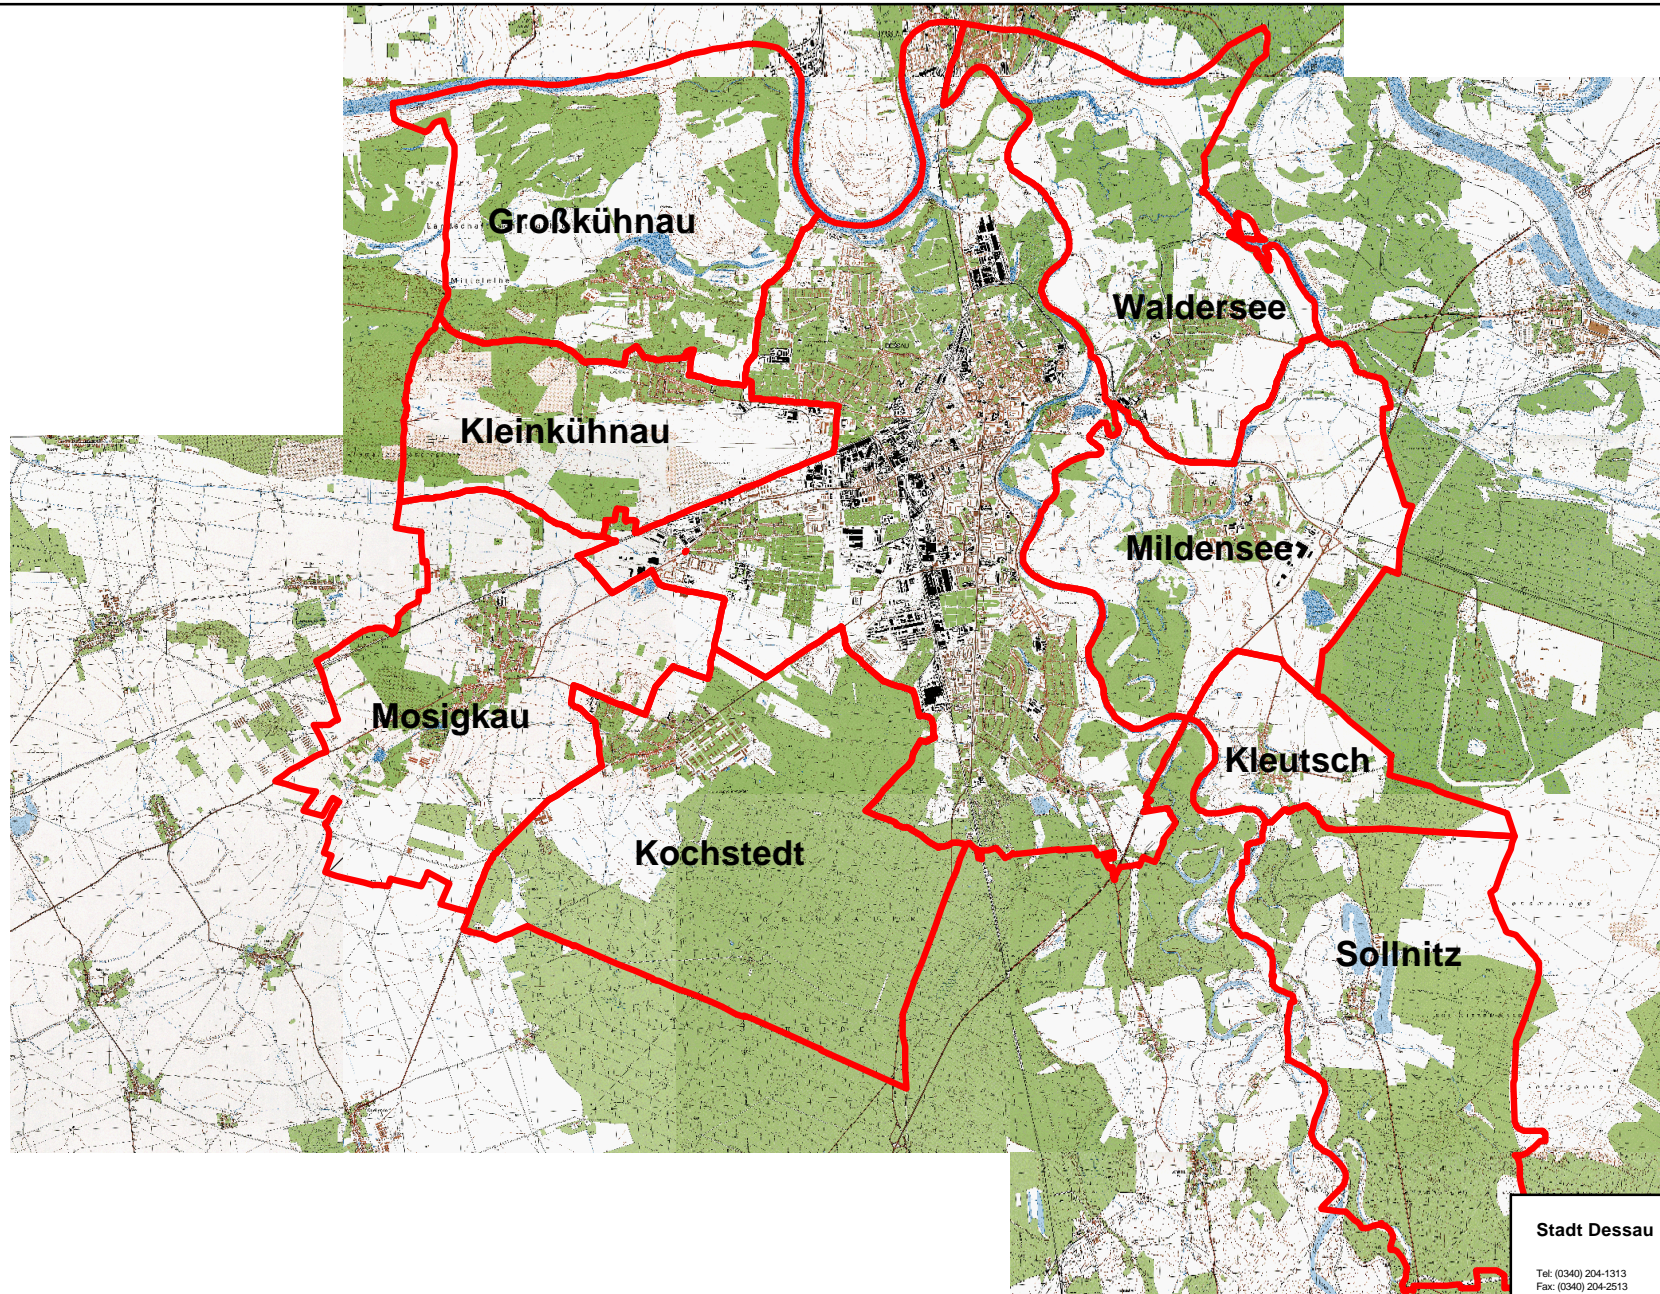 Großkühnau
Waldersee
Kleinkühnau
Mildensee
Mosigkau
Kleutsch
Kochstedt
Sollnitz
Stadt Dessau
Tel: (0340) 204-1313
Fax: (0340) 204-2513